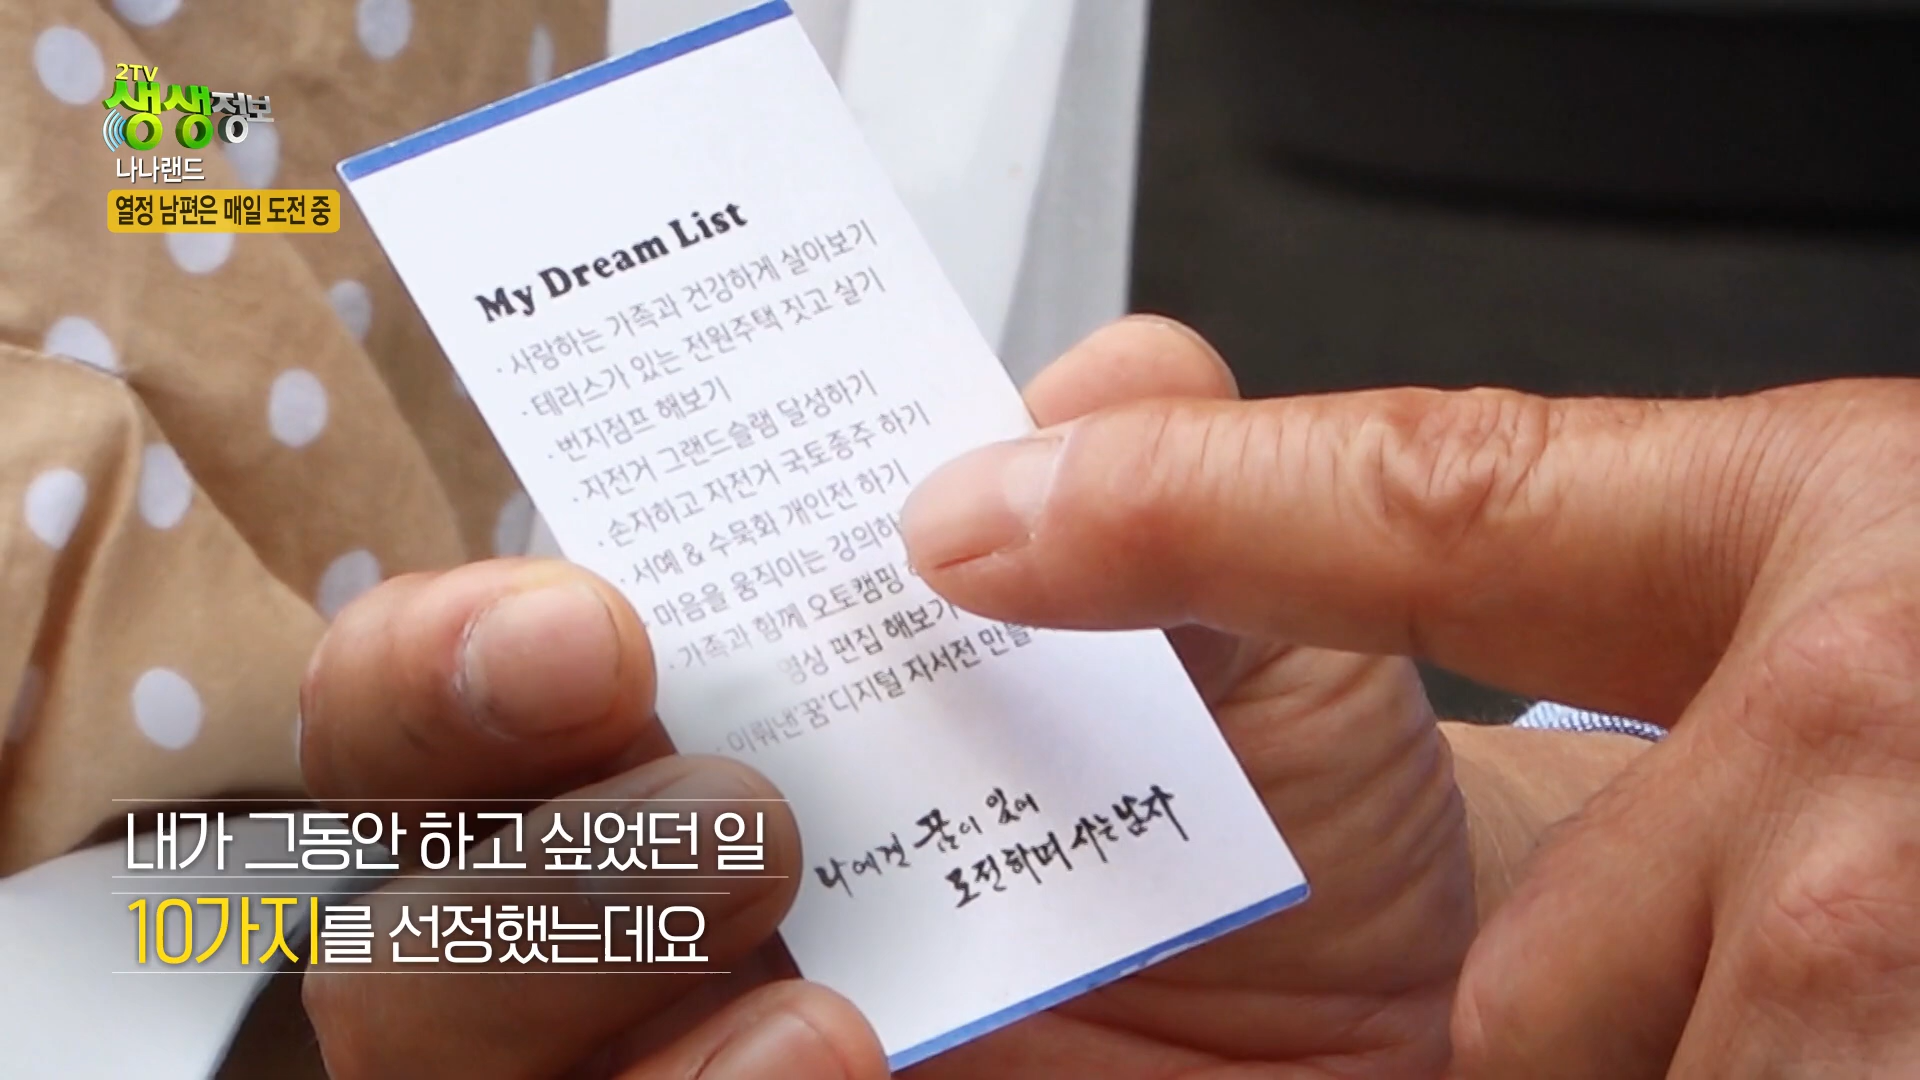 2TV
생생정보
나나랜드
열정 남편은 매일 도전 중
My Dream List
· 사랑하는 가족과 건강하게 살아보기
· 테라스가 있는 전원주택 짓고 살기
· 번지점프 해보기
· 자전거 그랜드슬램 달성하기
· 손자하고 자전거 국토종주 하기
· 서예 & 수묵화 개인전 하기
· 마음을 움직이는 강의하
· 가족과 함께 오토캠핑
영상 편집 해보기
· 이뤄낸 '꿈' 디지털 자서전 만들
나에겐 꿈이 있어
도전하며 사는 남자
내가 그동안 하고 싶었던 일
10가지를 선정했는데요